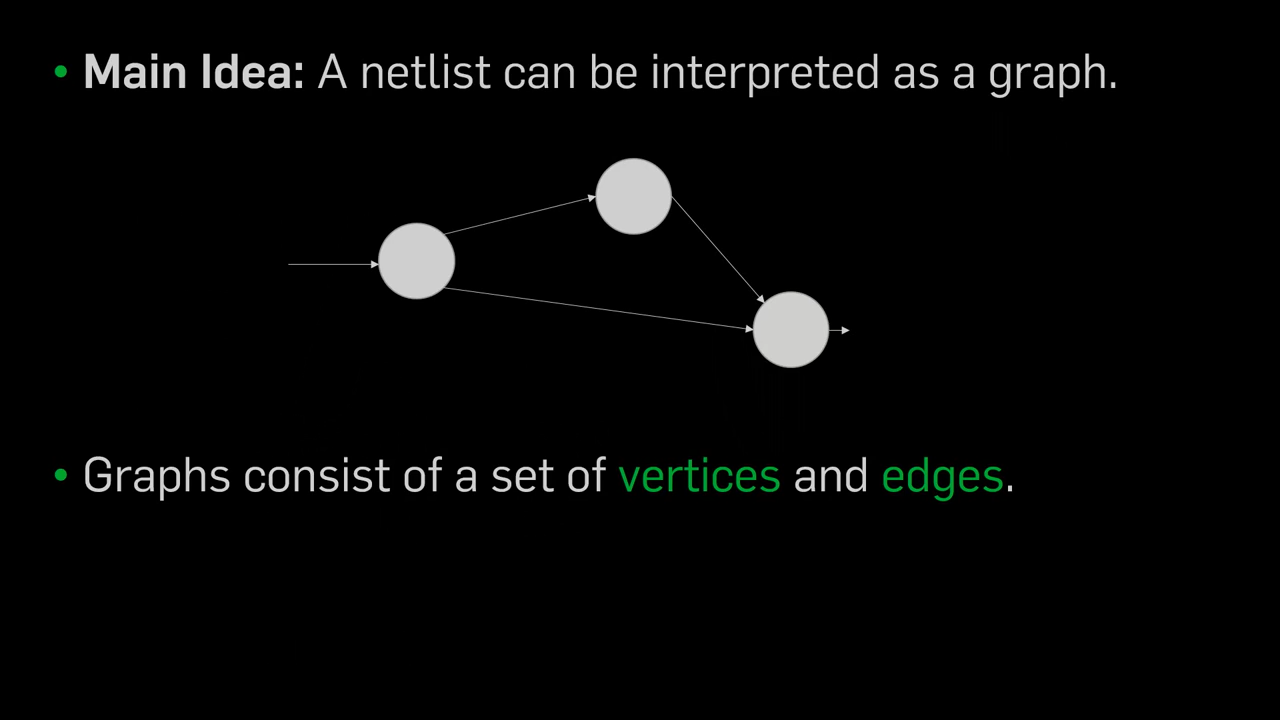 • Main Idea: A netlist can be interpreted as a graph.
• Graphs consist of a set of vertices and edges.